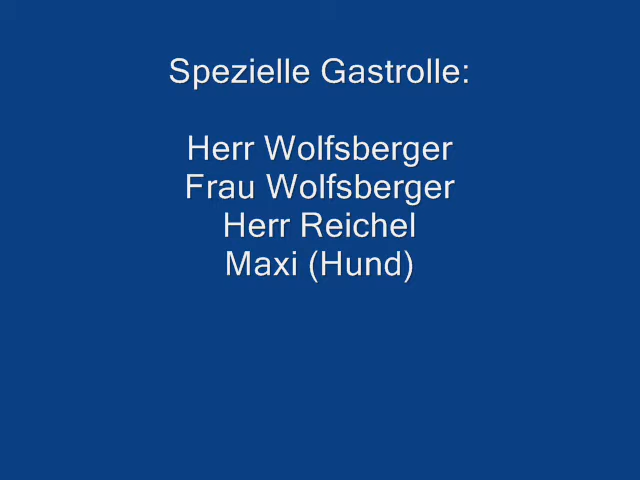 Spezielle Gastrolle:
Herr Wolfsberger
Frau Wolfsberger
Herr Reichel
Maxi (Hund)